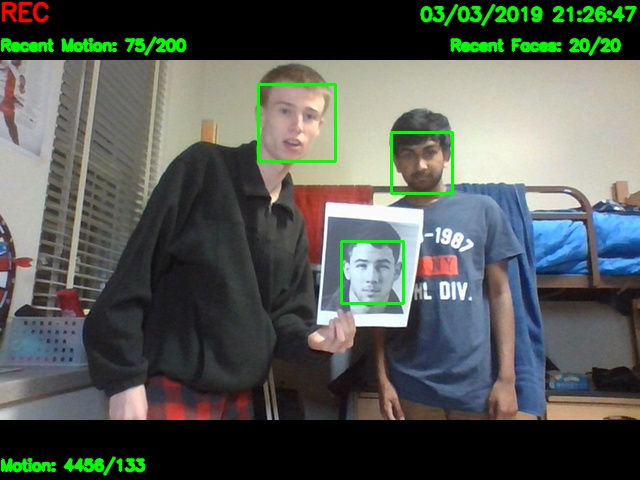 REC
03/03/2019 21:26:47
Recent Motion: 75/200
Recent Faces: 20/20
-1987
NY
HL DIV.
Motion: 4456/133